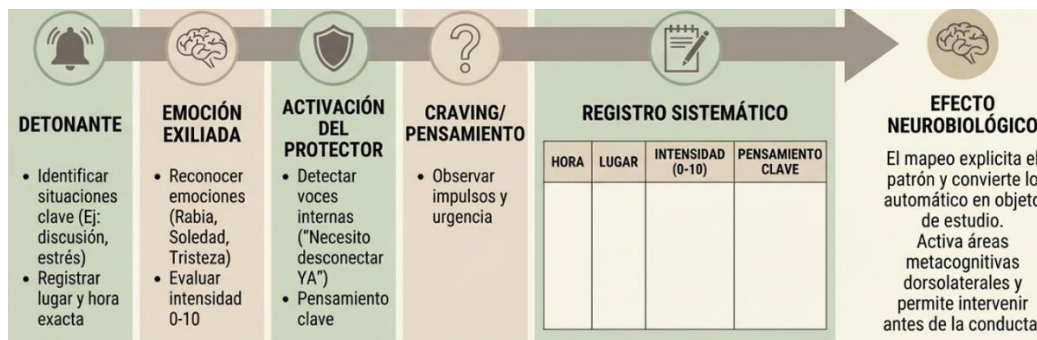 DETONANTE
• Identificar
situaciones
clave (Ej:
discusión,
estrés)
• Registrar
lugar y hora
exacta
EMOCIÓN
EXILIADA
• Reconocer
emociones
(Rabia,
Soledad,
Tristeza)
• Evaluar
intensidad
0-10
ACTIVACIÓN
DEL
PROTECTOR
• Detectar
voces
internas
("Necesito
desconectar
YA")
• Pensamiento
clave
CRAVING/
PENSAMIENTO
• Observar
impulsos y
urgencia
REGISTRO SISTEMÁTICO
HORA
LUGAR
INTENSIDAD
(0-10)
PENSAMIENTO
CLAVE
EFECTO
NEUROBIOLÓGICO
El mapeo explicita el
patrón y convierte lo
automático en objeto
de estudio.
Activa áreas
metacognitivas
dorsolaterales y
permite intervenir
antes de la conducta